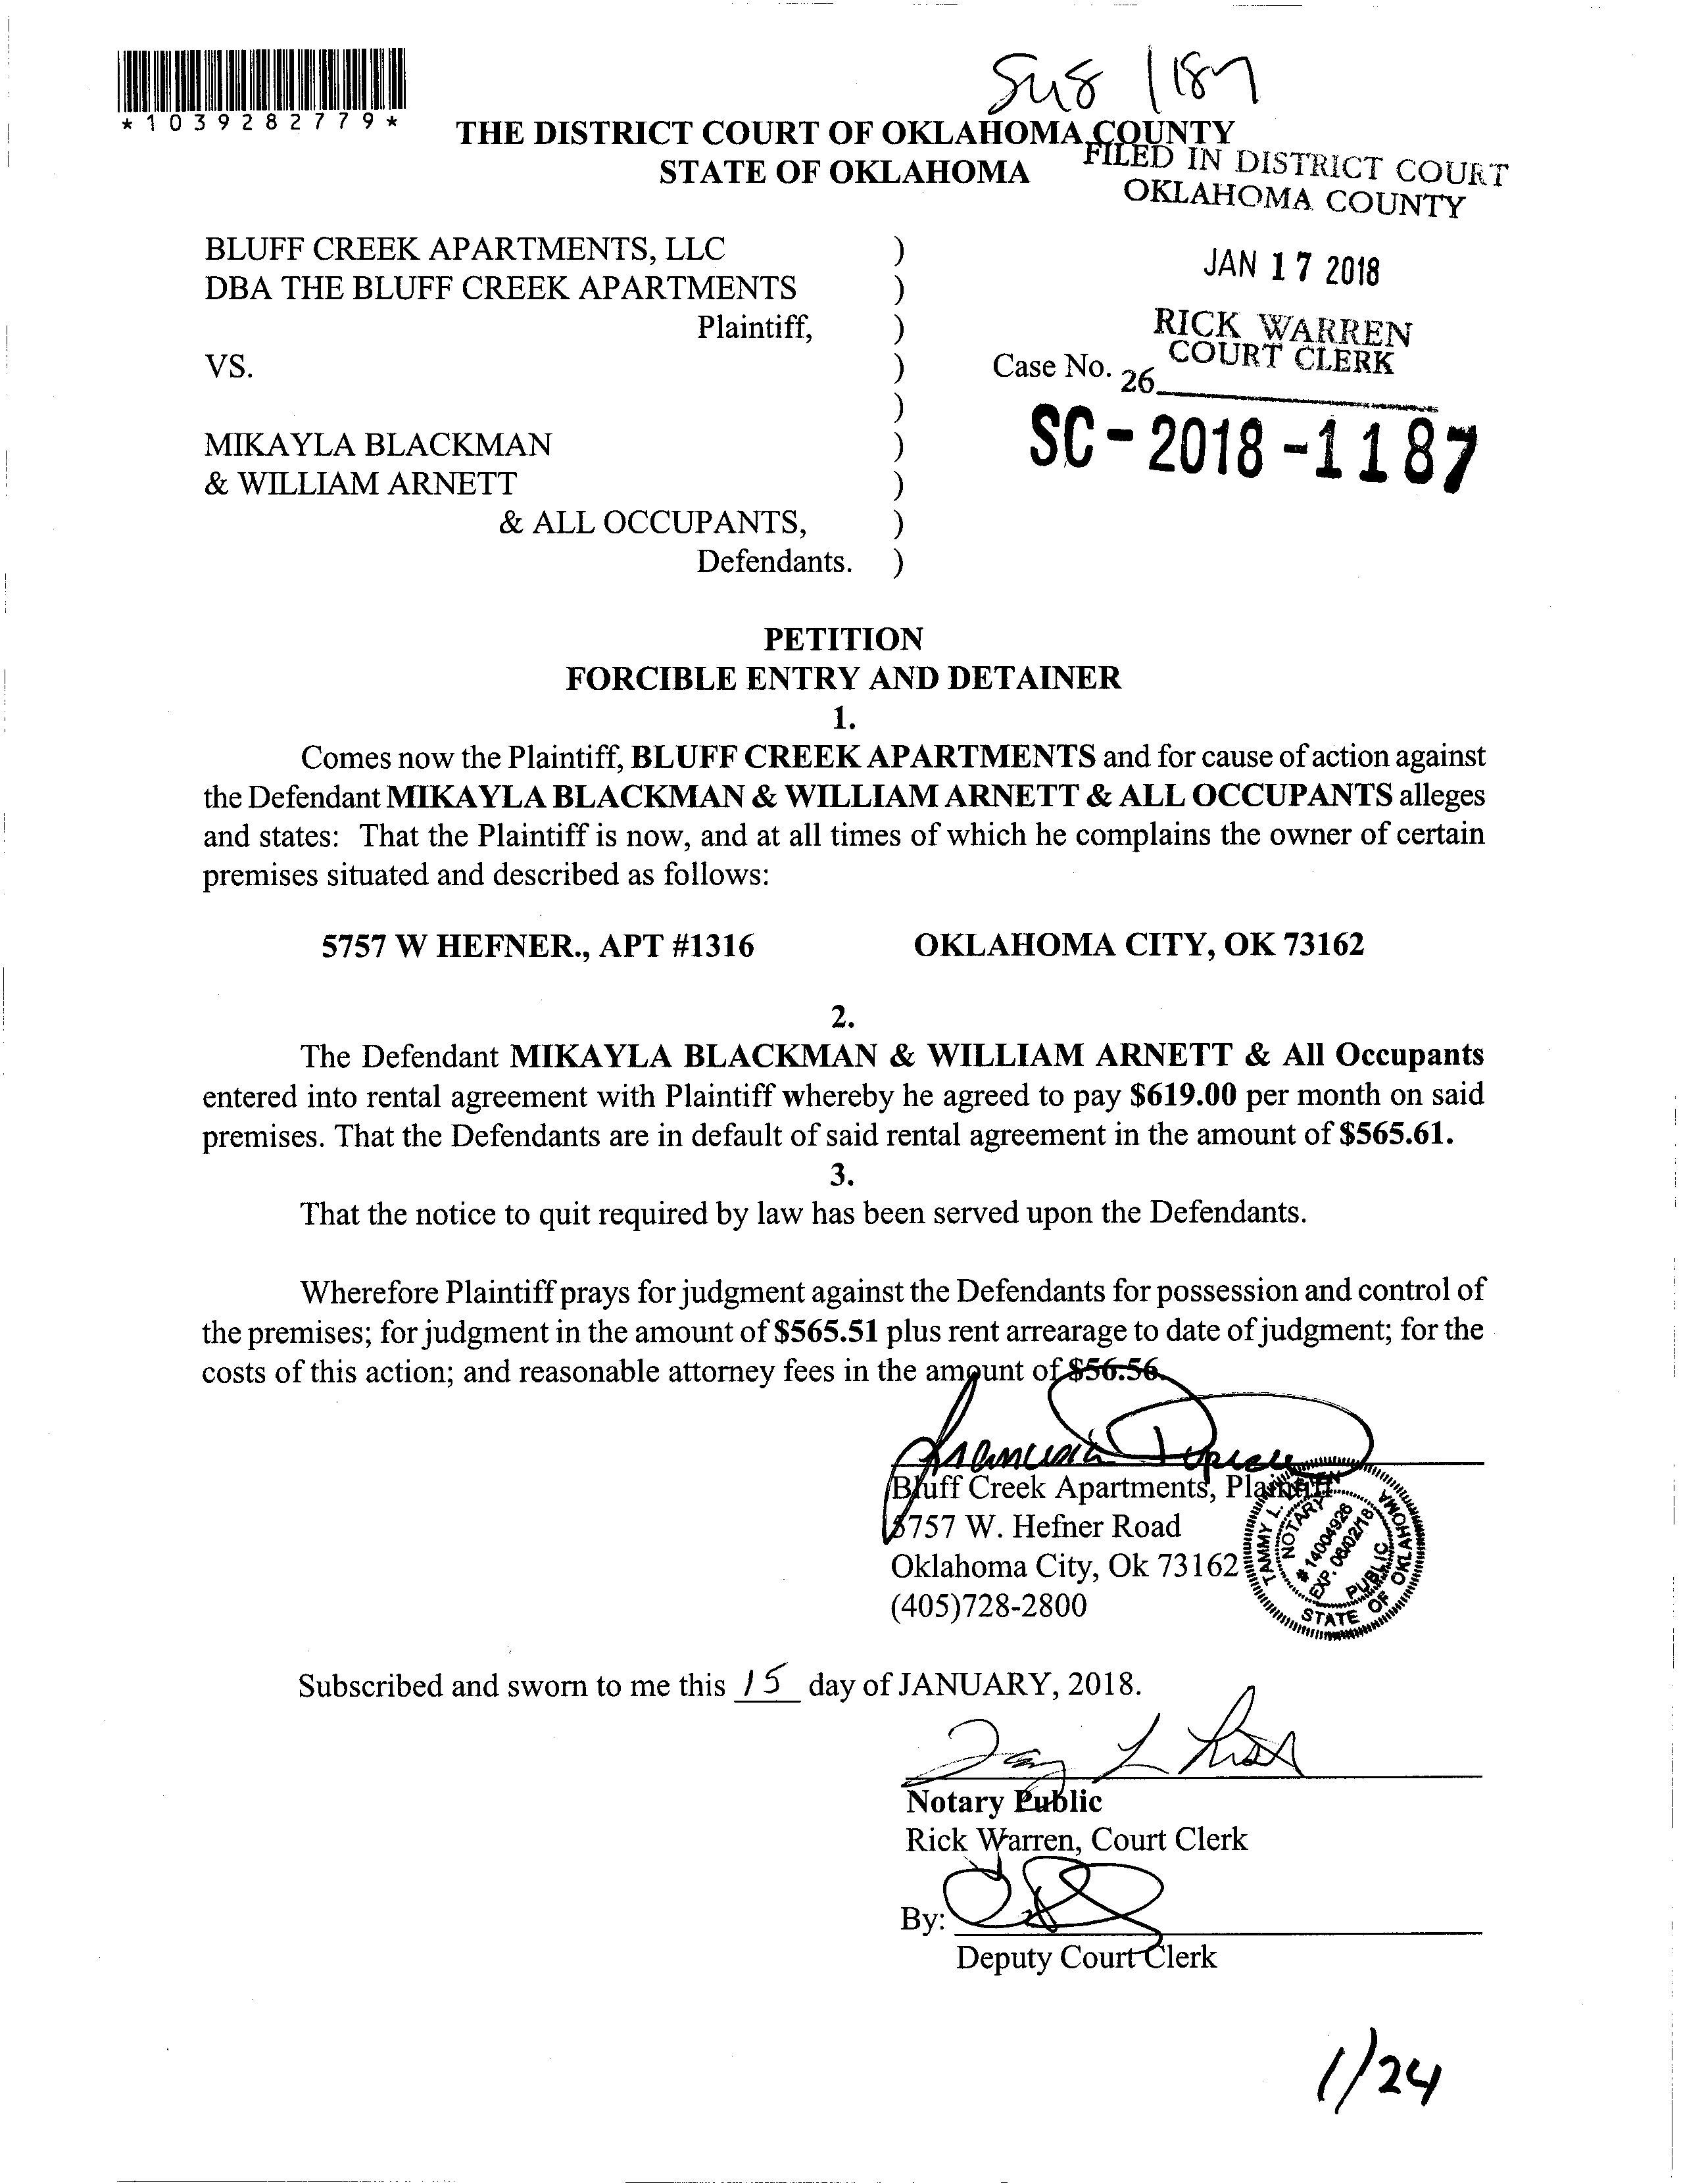 *1039282779*
THE DISTRICT COURT OF OKLAHOMA COUNTY
STATE OF OKLAHOMA
FILED IN DISTRICT COURT
OKLAHOMA COUNTY
JAN 17 2018
RICK WARREN
COURT CLERK
BLUFF CREEK APARTMENTS, LLC )
DBA THE BLUFF CREEK APARTMENTS )
Plaintiff, )
VS. ) Case No. 26
)
SC-2018-1187
MIKAYLA BLACKMAN )
& WILLIAM ARNETT )
& ALL OCCUPANTS, )
Defendants. )
PETITION
FORCIBLE ENTRY AND DETAINER
1.
Comes now the Plaintiff, BLUFF CREEK APARTMENTS and for cause of action against
the Defendant MIKAYLA BLACKMAN & WILLIAM ARNETT & ALL OCCUPANTS alleges
and states: That the Plaintiff is now, and at all times of which he complains the owner of certain
premises situated and described as follows:
5757 W HEFNER., APT #1316 OKLAHOMA CITY, OK 73162
2.
The Defendant MIKAYLA BLACKMAN & WILLIAM ARNETT & All Occupants
entered into rental agreement with Plaintiff whereby he agreed to pay $619.00 per month on said
premises. That the Defendants are in default of said rental agreement in the amount of $565.61.
3.
That the notice to quit required by law has been served upon the Defendants.
Wherefore Plaintiff prays for judgment against the Defendants for possession and control of
the premises; for judgment in the amount of $565.51 plus rent arrearage to date of judgment; for the
costs of this action; and reasonable attorney fees in the amount of $56.56.
Bluff Creek Apartments, Plaintiff
5757 W. Hefner Road
Oklahoma City, Ok 73162
(405)728-2800
TAMMY L.
NOTARY
# 14004926
EXP. 06/02/18
PUBLIC
STATE OF OKLAHOMA
Subscribed and sworn to me this 15 day of JANUARY, 2018.
Notary Public
Rick Warren, Court Clerk
By:
Deputy Court Clerk
1/24